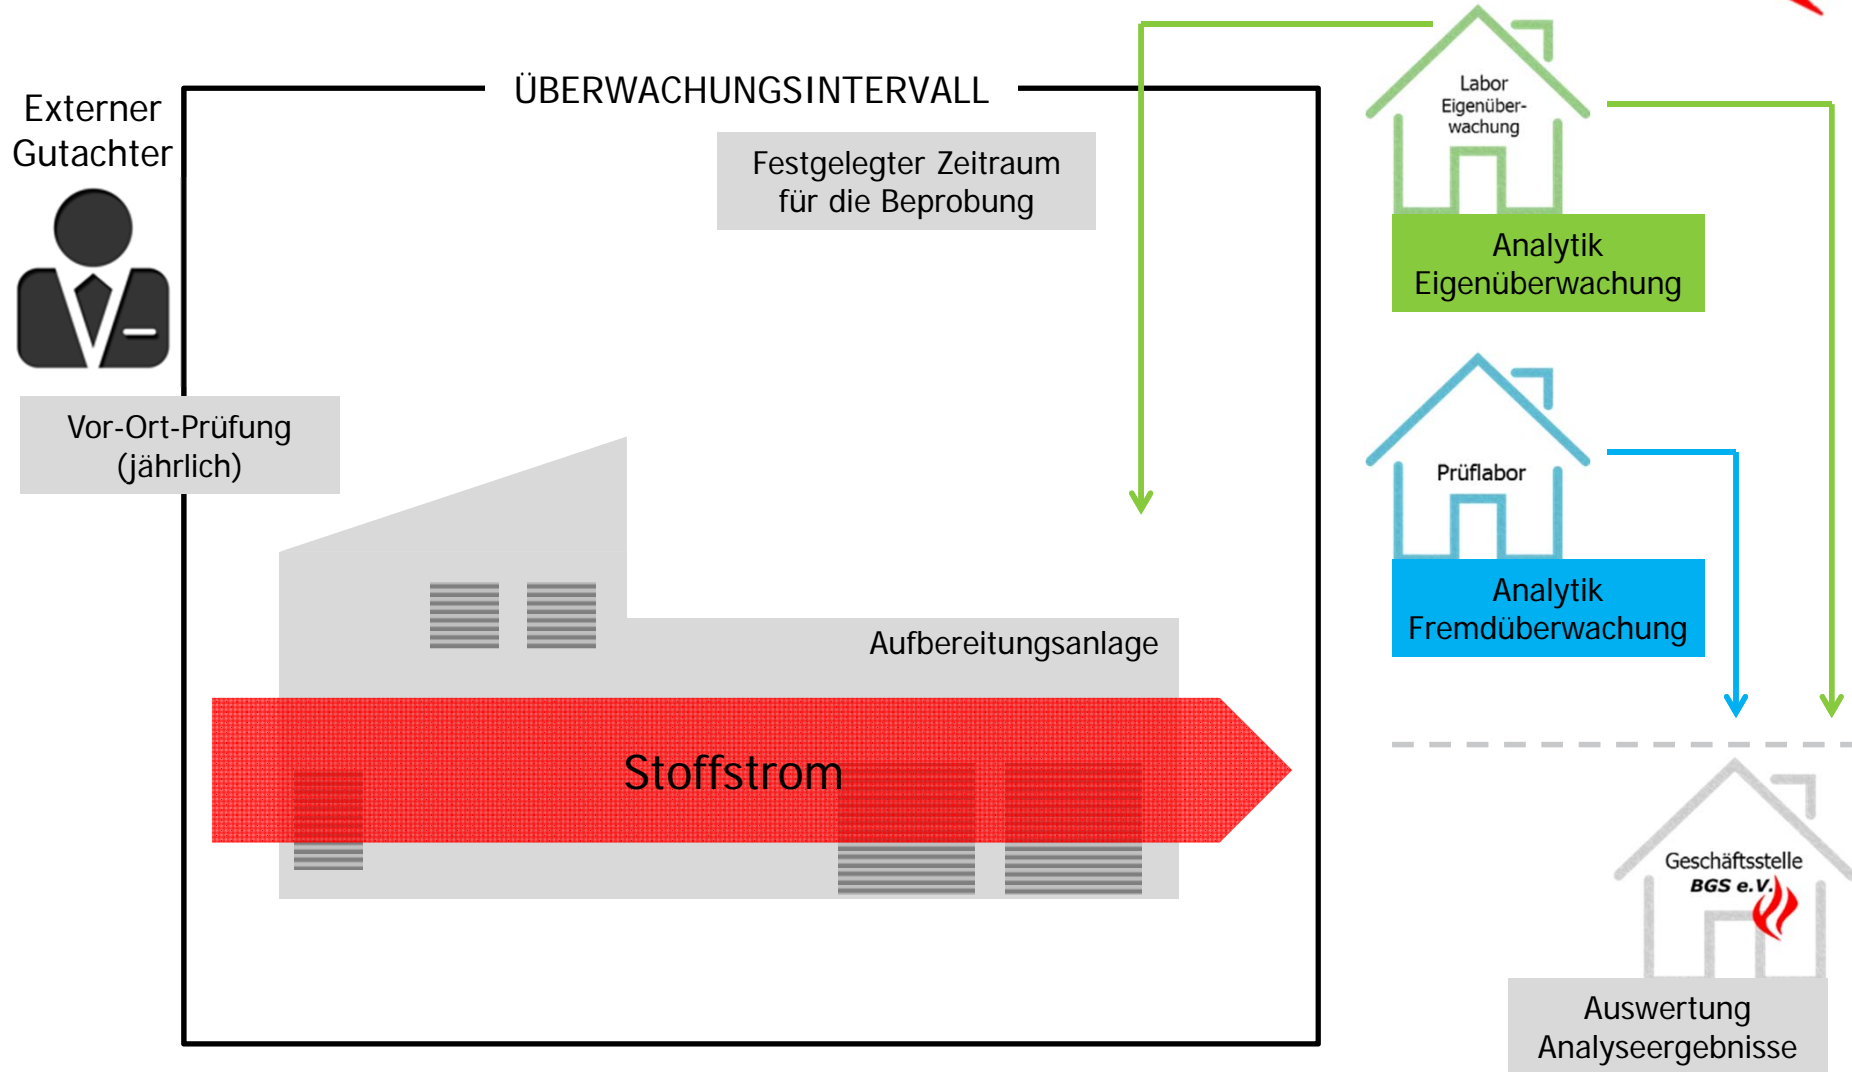 ÜBERWACHUNGSINTERVALL
Externer
Gutachter
Vor-Ort-Prüfung
(jährlich)
Festgelegter Zeitraum
für die Beprobung
Aufbereitungsanlage
Stoffstrom
Labor
Eigenüber-
wachung
Analytik
Eigenüberwachung
Prüflabor
Analytik
Fremdüberwachung
Geschäftsstelle
BGS e.V.
Auswertung
Analyseergebnisse